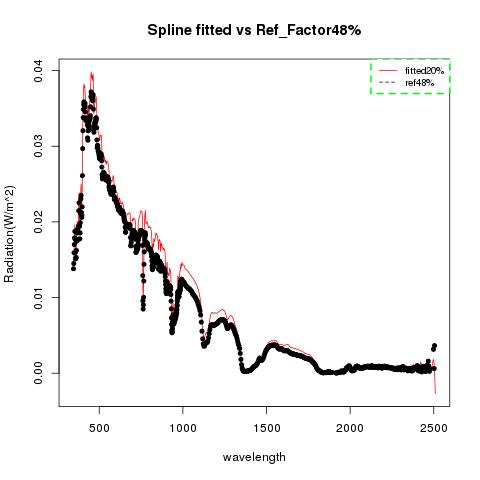 Spline fitted vs Ref_Factor48%
fitted20%
ref48%
0.04
0.03
0.02
0.01
0.00
Radiation(W/m^2)
500 1000 1500 2000 2500
wavelength